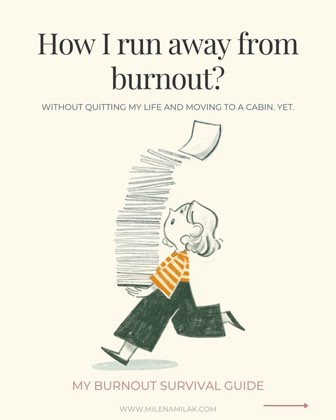 How I run away from
burnout?
WITHOUT QUITTING MY LIFE AND MOVING TO A CABIN. YET.
MY BURNOUT SURVIVAL GUIDE
WWW.MILENAMILAK.COM